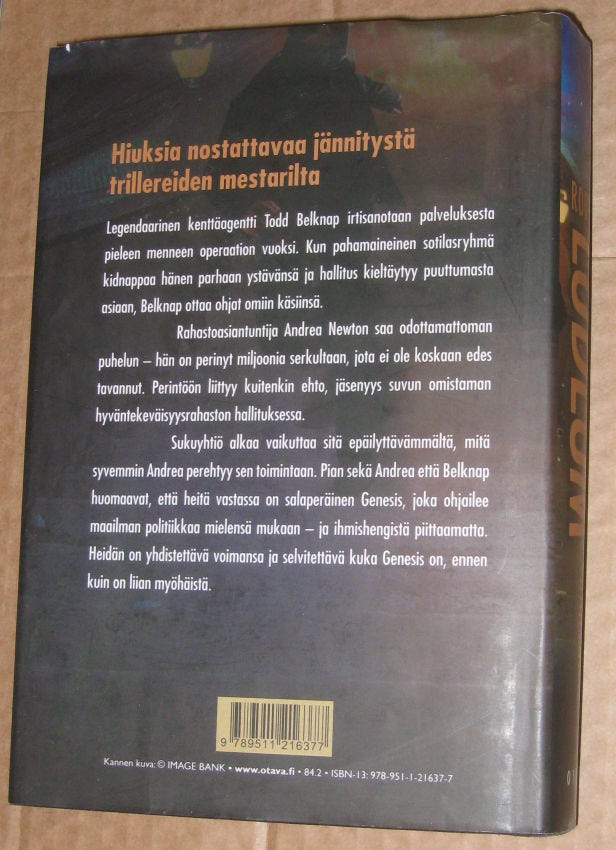 Hiuksia nostattavaa jännitystä
trillereiden mestarilta
Legendaarinen kenttäagentti Todd Belknap irtisanotaan palveluksesta
pieleen menneen operaation vuoksi. Kun pahamaineinen sotilasryhmä
kidnappaa hänen parhaan ystävänsä ja hallitus kieltäytyy puuttumasta
asiaan, Belknap ottaa ohjat omiin käsiinsä.
Rahastoasiantuntija Andrea Newton saa odottamattoman
puhelun – hän on perinyt miljoonia serkultaan, jota ei ole koskaan edes
tavannut. Perintöön liittyy kuitenkin ehto, jäsenyys suvun omistaman
hyväntekeväisyysrahaston hallituksessa.
Sukuyhtiö alkaa vaikuttaa sitä epäilyttävämmältä, mitä
syvemmin Andrea perehtyy sen toimintaan. Pian sekä Andrea että Belknap
huomaavat, että heitä vastassa on salaperäinen Genesis, joka ohjailee
maailman politiikkaa mielensä mukaan – ja ihmishengistä piittaamatta.
Heidän on yhdistettävä voimansa ja selvitettävä kuka Genesis on, ennen
kuin on liian myöhäistä.
9 789511 216377
Kannen kuva: © IMAGE BANK • www.otava.fi • 84.2 • ISBN-13: 978-951-1-21637-7
LUDLUM